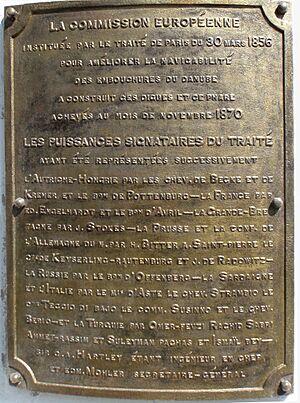 LA COMMISSION EUROPÉENNE
INSTITUÉE PAR LE TRAITÉ DE PARIS DU 30 MARS 1856
POUR AMÉLIORER LA NAVIGABILITÉ
DES EMBOUCHURES DU DANUBE
A CONSTRUIT CES DIGUES ET CE PHARE
ACHEVÉS AU MOIS DE NOVEMBRE 1870
LES PUISSANCES SIGNATAIRES DU TRAITÉ
AYANT ÉTÉ REPRESENTÉES SUCCESSIVEMENT
L'AUTRICHE-HONGRIE PAR LES CHEV. DE BECKE ET DE
KREMER ET LE BON DE POTTENBURG—LA FRANCE PAR
ED. ENGELHARDT ET LE BON D'AVRIL—LA GRANDE-BRE
TAGNE PAR J. STOKES—LA PRUSSE ET LA CONF. DE
L'ALLEMAGNE DU N. PAR H. BITTER A. SAINT-PIERRE LE
CTE DE KEYSERLING-RAUTENBURG ET J. DE RADOWITZ—
LA RUSSIE PAR LE BON D'OFFENBERG—LA SARDAIGNE
ET L'ITALIE PAR LE MIS D'ASTE LE CHEV. STRAMBIO LE
CTE TEGGIO DI BAJO LE COMM. SUSINNO ET LE CHEV.
BERIO—ET LA TURQUIE PAR OMER-FEVZI RACHID SABRI
AHMET-RASSIM ET SULEYMAN PACHAS ET ISMAÏL BEY—
SIR C.A. HARTLEY ÉTANT INGÉNIEUR EN CHEF
ET EDM. MOHLER SECRÉTAIRE-GÉNÉRAL